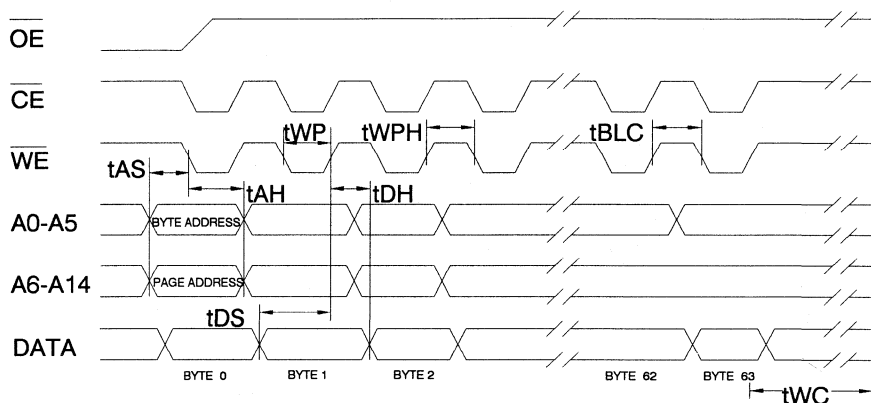 OE
CE
tWP tWPH tBLC
WE
tAS
tAH tDH
A0-A5 BYTE ADDRESS
A6-A14 PAGE ADDRESS
tDS
DATA
BYTE 0 BYTE 1 BYTE 2 BYTE 62 BYTE 63
tWC